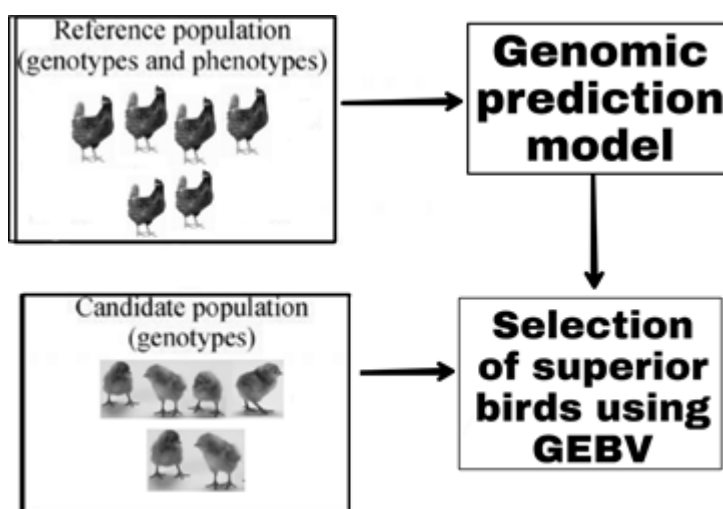 Reference population
(genotypes and phenotypes)
Genomic
prediction
model
Candidate population
(genotypes)
Selection
of superior
birds using
GEBV